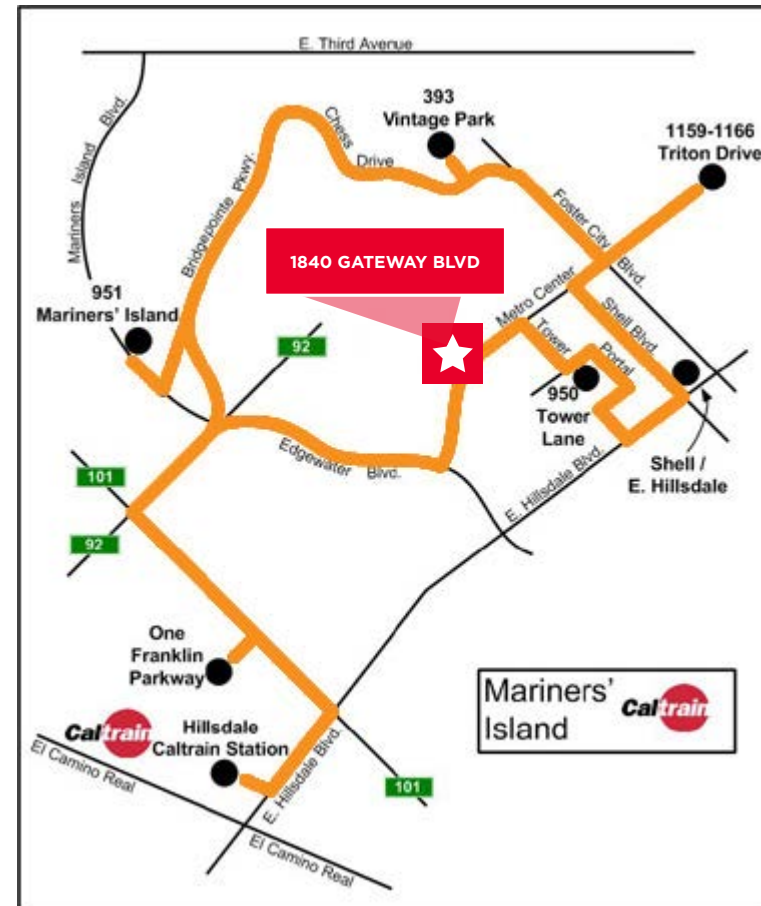 E. Third Avenue
Mariners Island Blvd.
Chess
Drive
393
Vintage Park
1159-1166
Triton Drive
Bridgepointe Pkwy.
Foster City
Blvd.
1840 GATEWAY BLVD
951
Mariners' Island
Metro Center
Shell Blvd.
Tower
Portal
92
950
Tower
Lane
Edgewater Blvd.
101
92
E. Hillsdale Blvd.
Shell /
E. Hillsdale
One
Franklin
Parkway
Caltrain
Hillsdale
Caltrain Station
Mariners'
Island
Caltrain
El Camino Real
E. Hillsdale Blvd.
101
El Camino Real